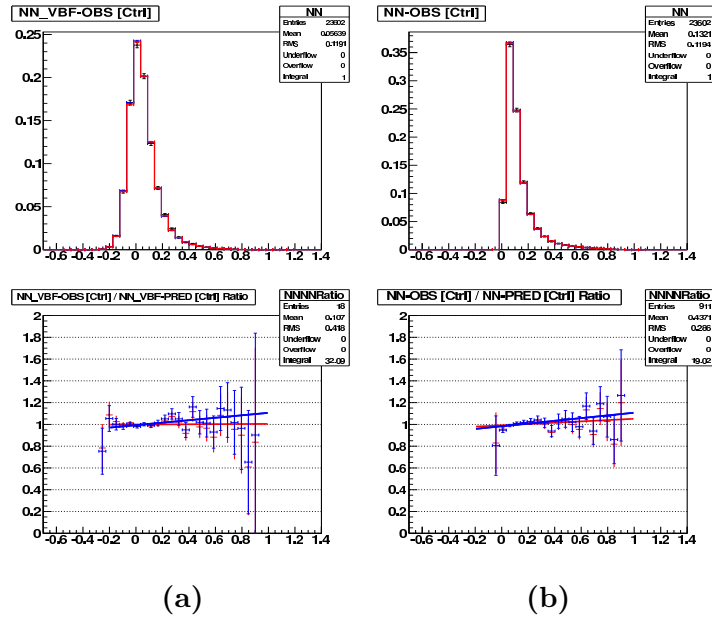 NN_VBF-OBS [Ctrl]
NN
Entries 23602
Mean 0.05639
RMS 0.1191
Underflow 0
Overflow 0
Integral 1
0.25
0.2
0.15
0.1
0.05
0
-0.6 -0.4 -0.2 0 0.2 0.4 0.6 0.8 1 1.2 1.4
NN-OBS [Ctrl]
NN
Entries 23602
Mean 0.1321
RMS 0.1194
Underflow 0
Overflow 0
Integral 1
0.35
0.3
0.25
0.2
0.15
0.1
0.05
0
-0.6 -0.4 -0.2 0 0.2 0.4 0.6 0.8 1 1.2 1.4
NN_VBF-OBS [Ctrl] / NN_VBF-PRED [Ctrl] Ratio
NNNNRatio
Entries 18
Mean 0.107
RMS 0.418
Underflow 0
Overflow 0
Integral 32.09
2
1.8
1.6
1.4
1.2
1
0.8
0.6
0.4
0.2
0
-0.6 -0.4 -0.2 0 0.2 0.4 0.6 0.8 1 1.2 1.4
NN-OBS [Ctrl] / NN-PRED [Ctrl] Ratio
NNNNRatio
Entries 911
Mean 0.4371
RMS 0.286
Underflow 0
Overflow 0
Integral 19.02
2
1.8
1.6
1.4
1.2
1
0.8
0.6
0.4
0.2
0
-0.6 -0.4 -0.2 0 0.2 0.4 0.6 0.8 1 1.2 1.4
(a)
(b)